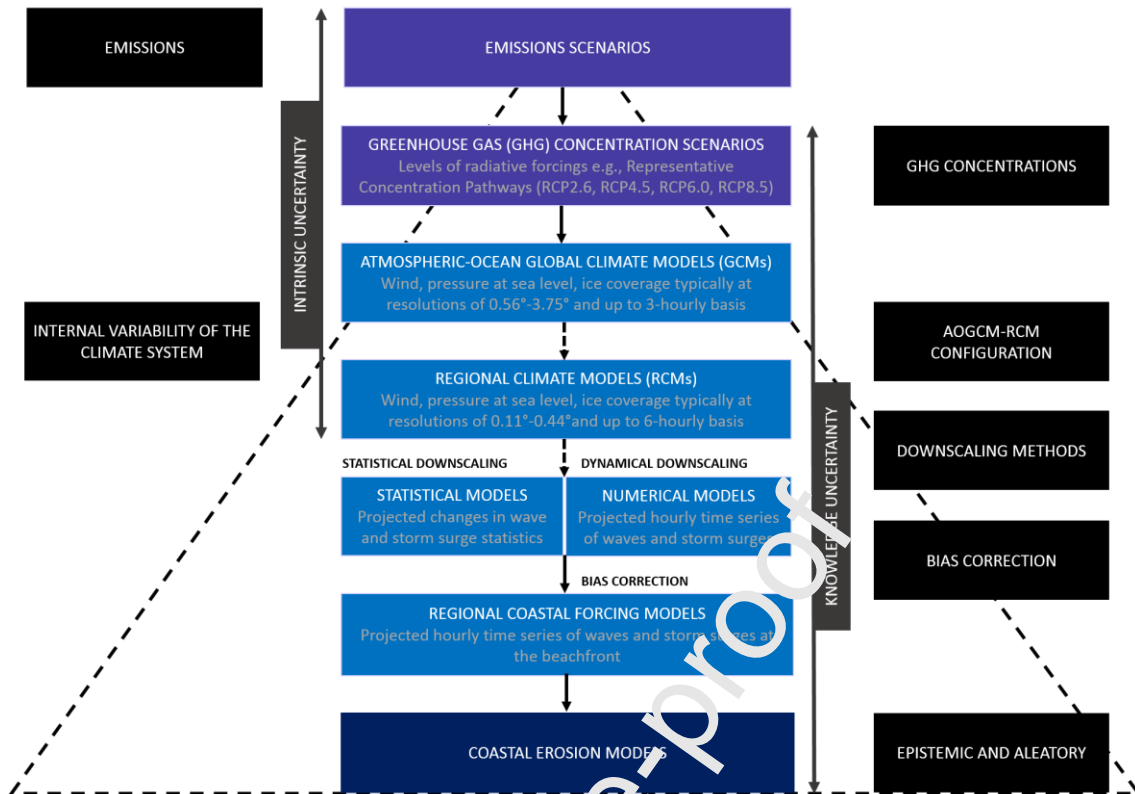 EMISSIONS
EMISSIONS SCENARIOS
INTRINSIC UNCERTAINTY
GREENHOUSE GAS (GHG) CONCENTRATION SCENARIOS
Levels of radiative forcings e.g., Representative
Concentration Pathways (RCP2.6, RCP4.5, RCP6.0, RCP8.5)
GHG CONCENTRATIONS
ATMOSPHERIC-OCEAN GLOBAL CLIMATE MODELS (GCMs)
Wind, pressure at sea level, ice coverage typically at
resolutions of 0.56°-3.75° and up to 3-hourly basis
INTERNAL VARIABILITY OF THE
CLIMATE SYSTEM
AOGCM-RCM
CONFIGURATION
REGIONAL CLIMATE MODELS (RCMs)
Wind, pressure at sea level, ice coverage typically at
resolutions of 0.11°-0.44°and up to 6-hourly basis
KNOWLEDGE UNCERTAINTY
DOWNSCALING METHODS
STATISTICAL DOWNSCALING
DYNAMICAL DOWNSCALING
STATISTICAL MODELS
Projected changes in wave
and storm surge statistics
NUMERICAL MODELS
Projected hourly time series
of waves and storm surges
BIAS CORRECTION
BIAS CORRECTION
REGIONAL COASTAL FORCING MODELS
Projected hourly time series of waves and storm surges at
the beachfront
COASTAL EROSION MODELS
EPISTEMIC AND ALEATORY
e-proof